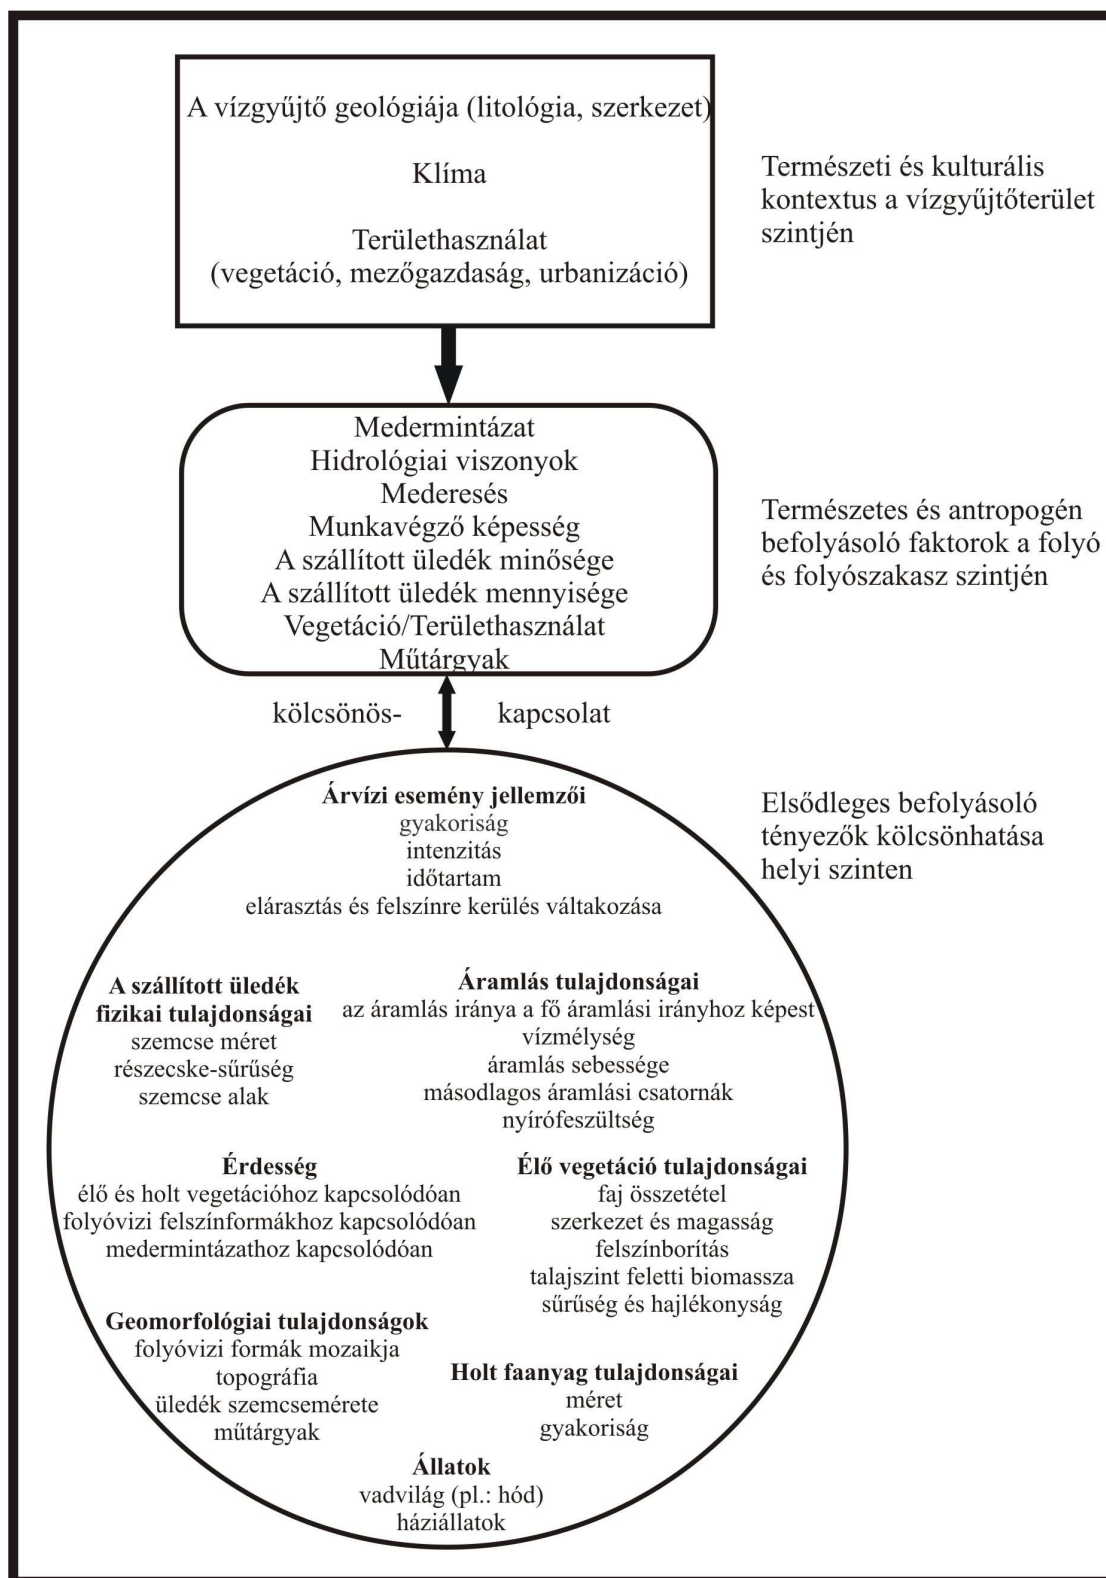 A vízgyűjtő geológiája (litológia, szerkezet)
Klíma
Területhasználat
(vegetáció, mezőgazdaság, urbanizáció)
Természeti és kulturális
kontextus a vízgyűjtőterület
szintjén
Medermintázat
Hidrológiai viszonyok
Mederesés
Munkavégző képesség
A szállított üledék minősége
A szállított üledék mennyisége
Vegetáció/Területhasználat
Műtárgyak
Természetes és antropogén
befolyásoló faktorok a folyó
és folyószakasz szintjén
kölcsönös- kapcsolat
Árvízi esemény jellemzői
gyakoriság
intenzitás
időtartam
elárasztás és felszínre kerülés váltakozása
Elsődleges befolyásoló
tényezők kölcsönhatása
helyi szinten
A szállított üledék
fizikai tulajdonságai
szemcse méret
részecske-sűrűség
szemcse alak
Áramlás tulajdonságai
az áramlás iránya a fő áramlási irányhoz képest
vízmélység
áramlás sebessége
másodlagos áramlási csatornák
nyírófeszültség
Érdesség
élő és holt vegetációhoz kapcsolódóan
folyóvizi felszínformákhoz kapcsolódóan
medermintázathoz kapcsolódóan
Élő vegetáció tulajdonságai
faj összetétel
szerkezet és magasság
felszínborítás
talajszint feletti biomassza
sűrűség és hajlékonyság
Geomorfológiai tulajdonságok
folyóvizi formák mozaikja
topográfia
üledék szemcsemérete
műtárgyak
Holt faanyag tulajdonságai
méret
gyakoriság
Állatok
vadvilág (pl.: hód)
háziállatok